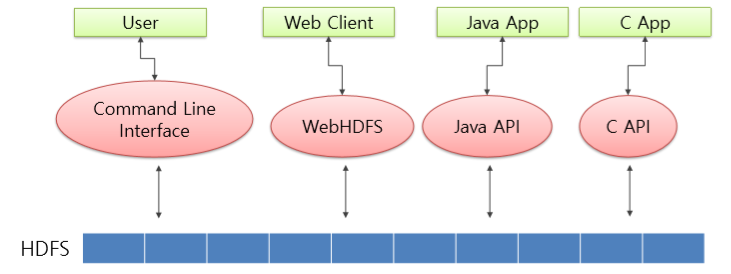 User
Web Client
Java App
C App
Command Line
Interface
WebHDFS
Java API
C API
HDFS